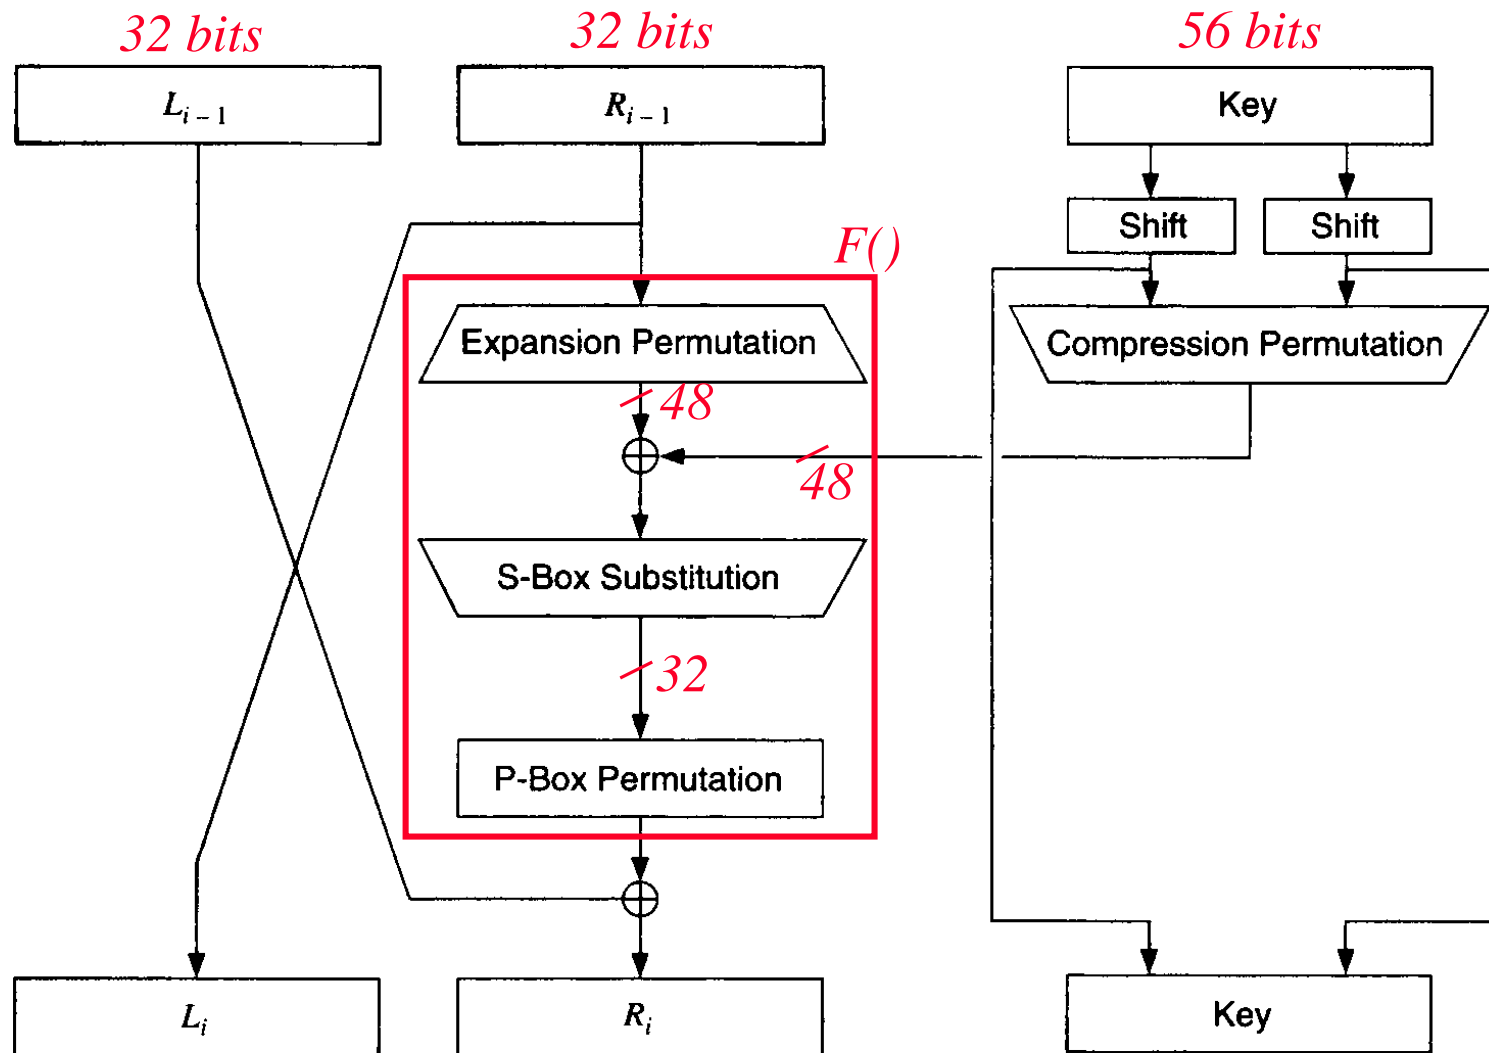 32 bits 32 bits 56 bits
L_{i-1} R_{i-1} Key
Shift Shift
F()
Expansion Permutation Compression Permutation
48
48
S-Box Substitution
32
P-Box Permutation
L_i R_i Key